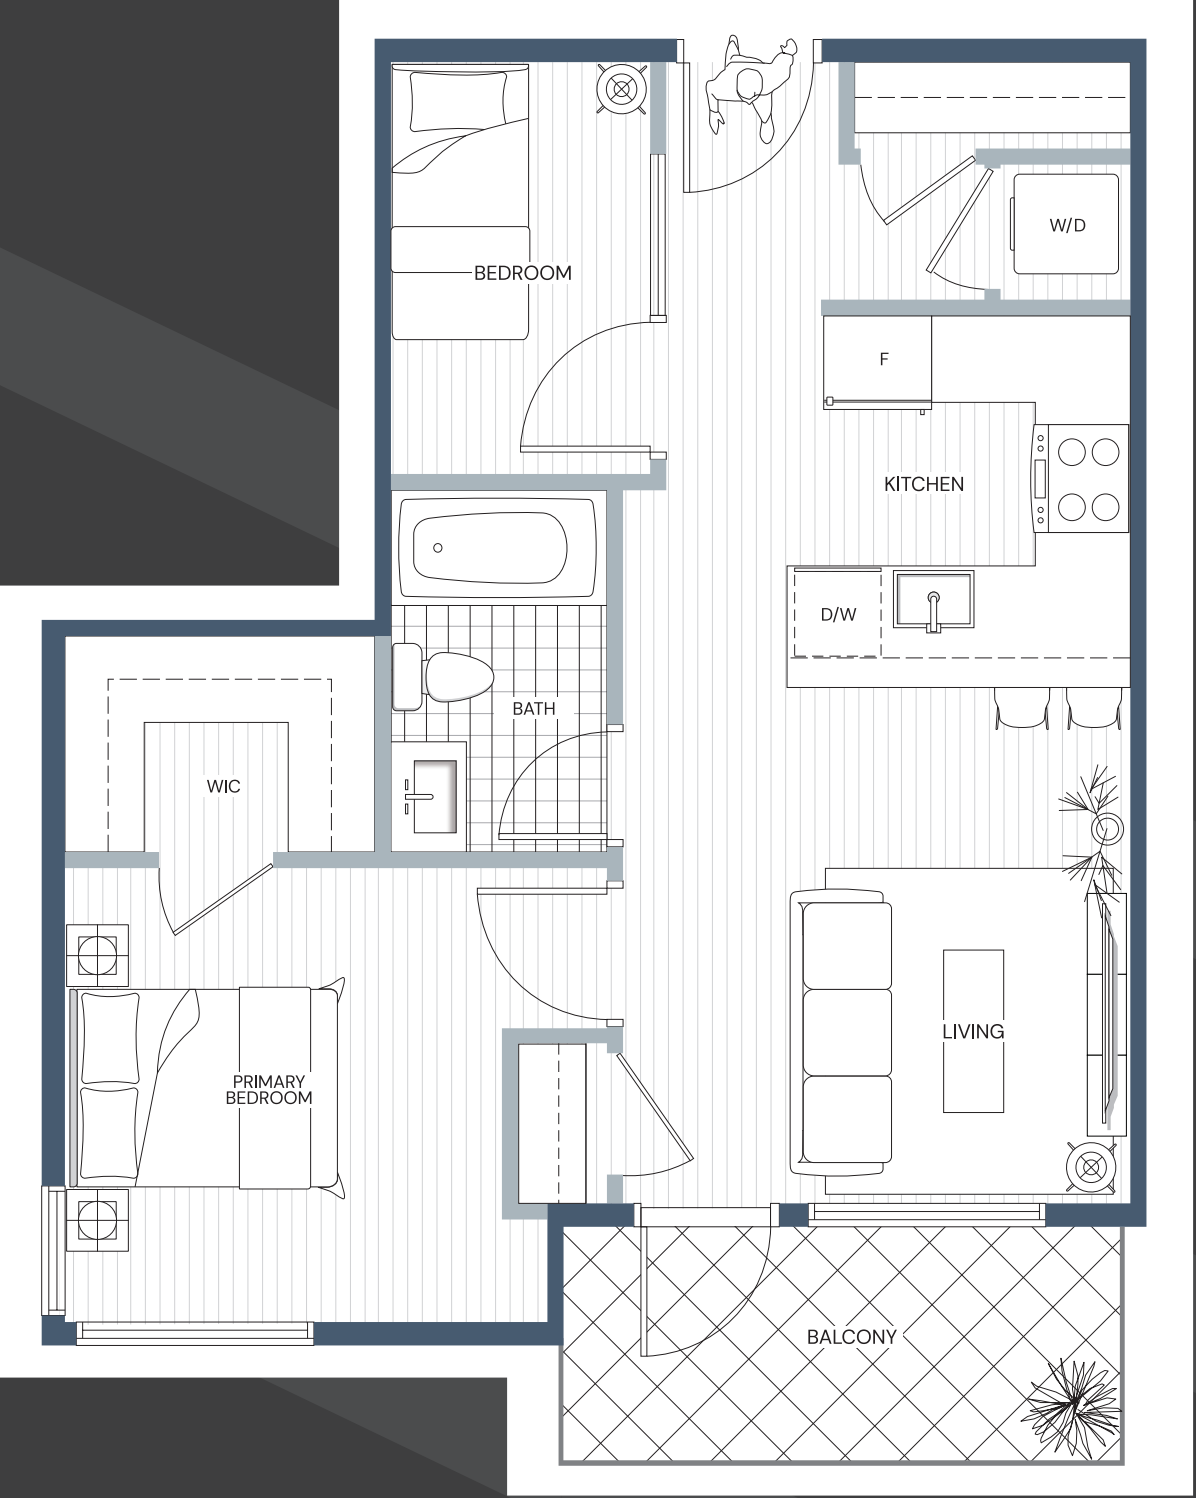 W/D
BEDROOM
F
KITCHEN
D/W
BATH
WIC
LIVING
PRIMARY
BEDROOM
BALCONY